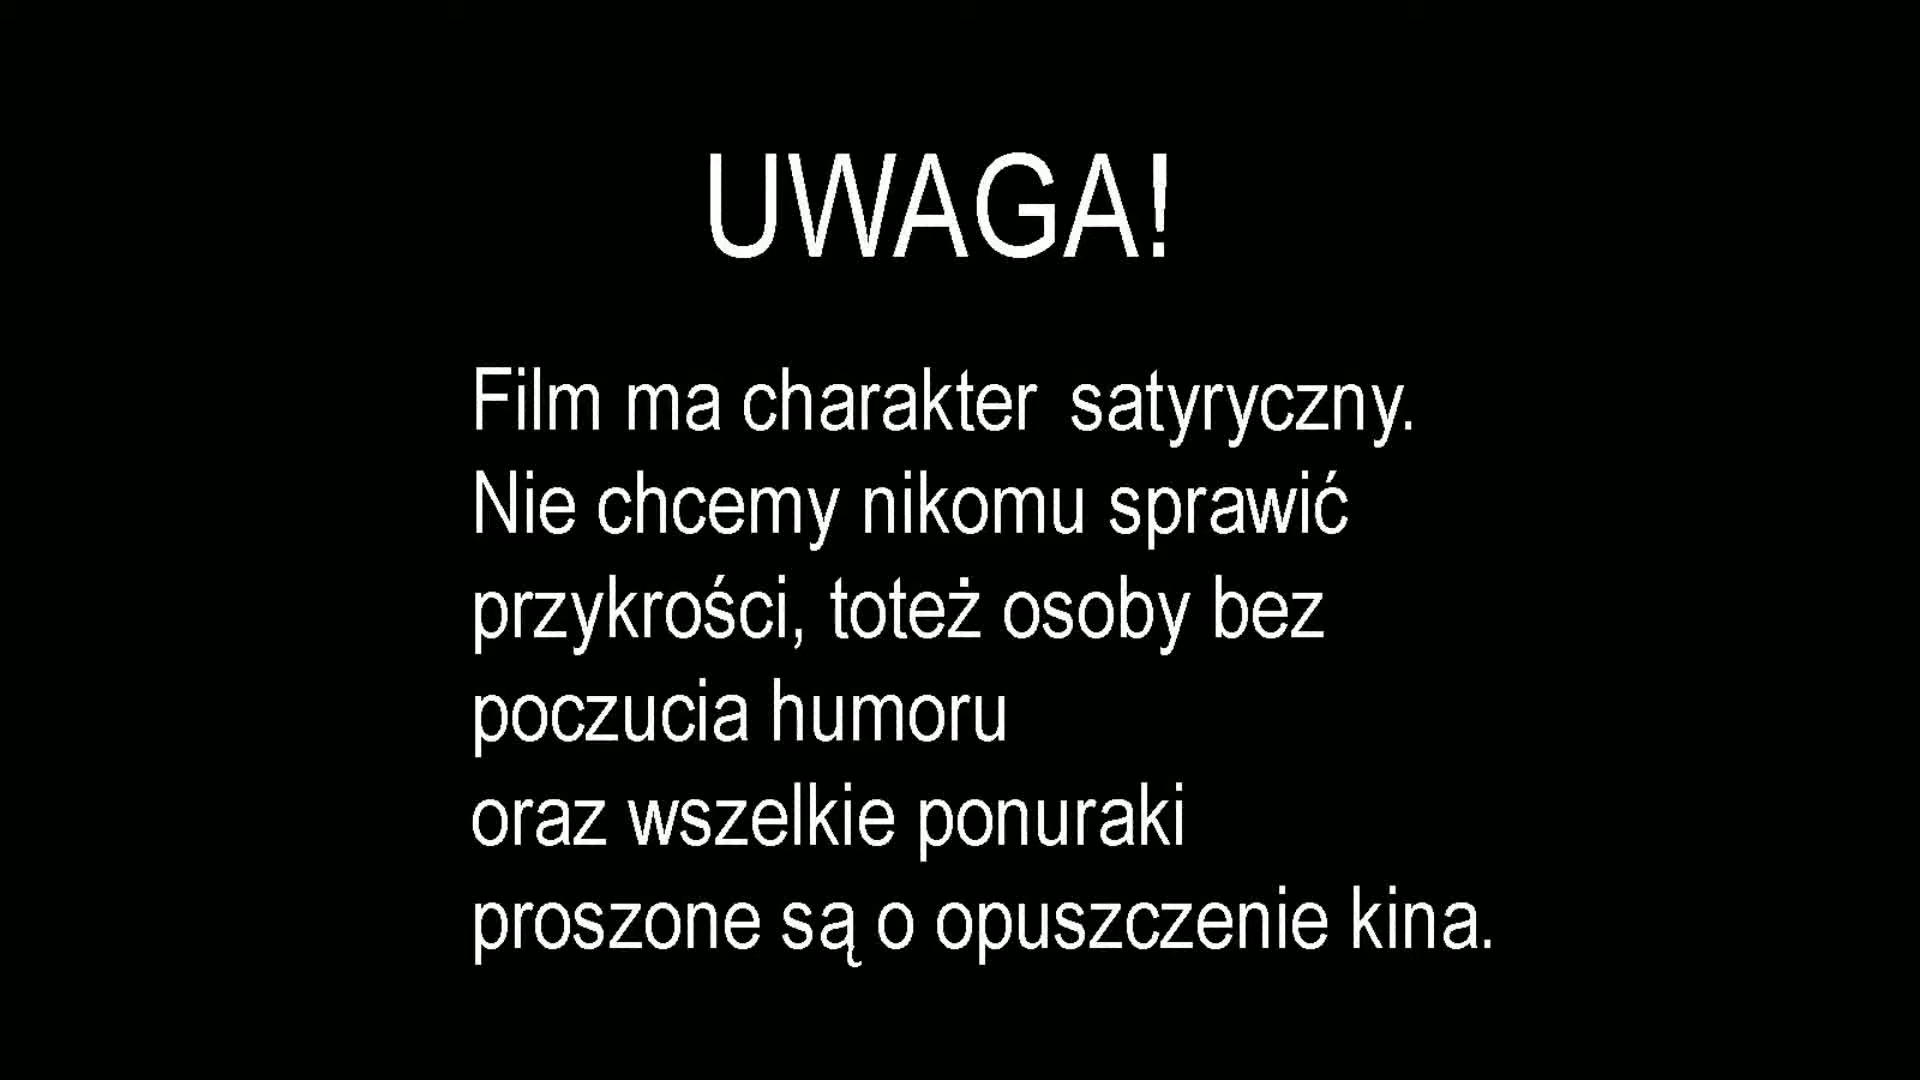 UWAGA!
Film ma charakter satyryczny.
Nie chcemy nikomu sprawić
przykrości, toteż osoby bez
poczucia humoru
oraz wszelkie ponuraki
proszone są o opuszczenie kina.